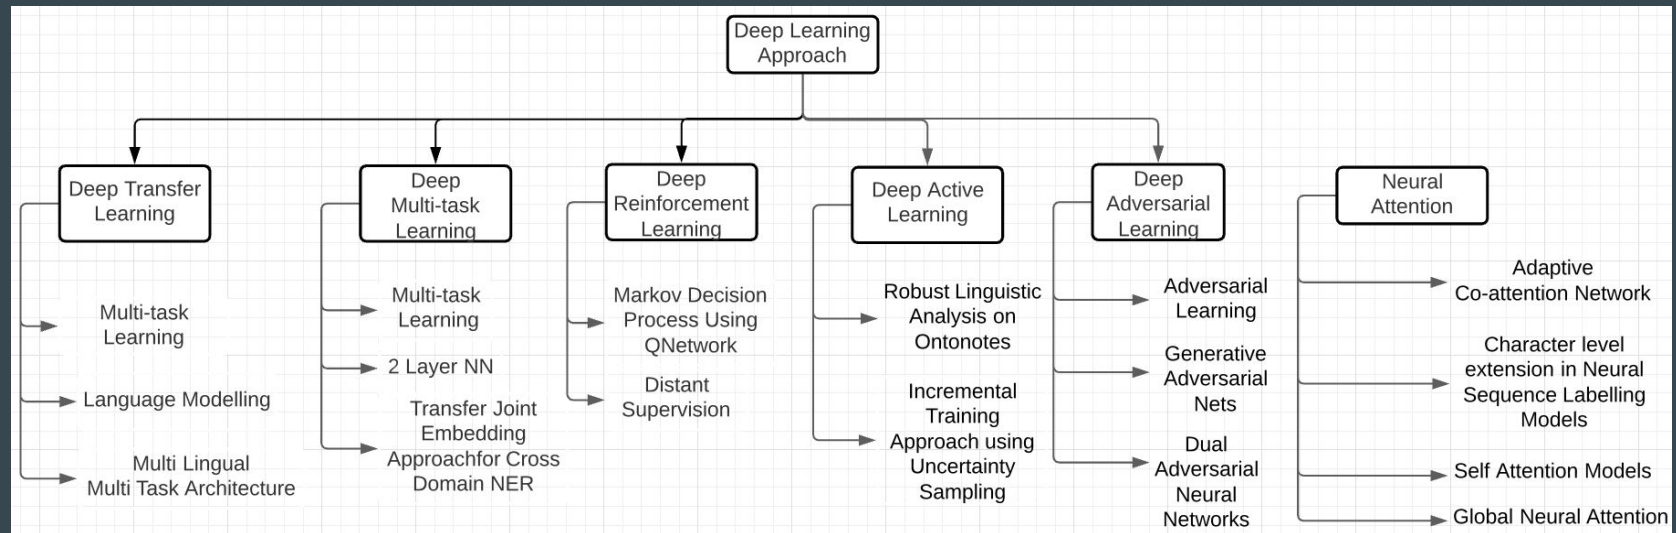 Deep Learning
Approach
Deep Transfer
Learning
Multi-task
Learning
Language Modelling
Multi Lingual
Multi Task Architecture
Deep
Multi-task
Learning
Multi-task
Learning
2 Layer NN
Transfer Joint
Embedding
Approachfor Cross
Domain NER
Deep
Reinforcement
Learning
Markov Decision
Process Using
QNetwork
Distant
Supervision
Deep Active
Learning
Robust Linguistic
Analysis on
Ontonotes
Incremental
Training
Approach using
Uncertainty
Sampling
Deep
Adversarial
Learning
Adversarial
Learning
Generative
Adversarial
Nets
Dual
Adversarial
Neural
Networks
Neural
Attention
Adaptive
Co-attention Network
Character level
extension in Neural
Sequence Labelling
Models
Self Attention Models
Global Neural Attention